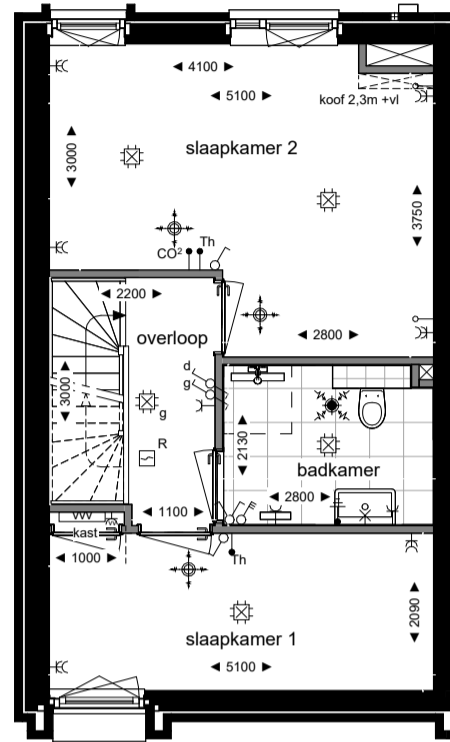 4100
5100
koof 2,3m +vl
3000
slaapkamer 2
3750
CO²
Th
2200
overloop
2800
d
g
3000
g
R
2130
badkamer
2800
1100
E
kast
1000
Th
2090
slaapkamer 1
5100